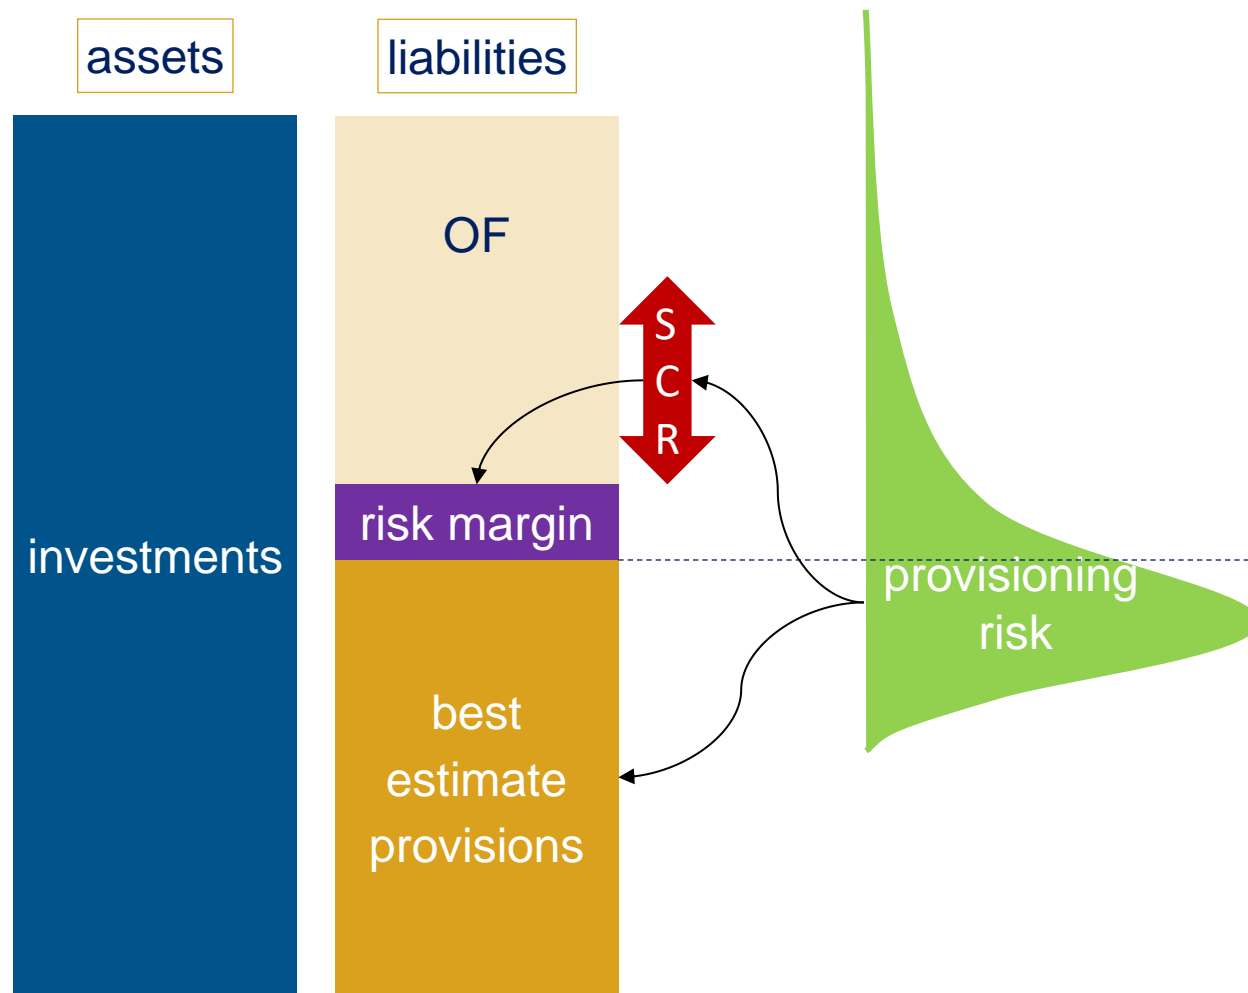 assets
liabilities
OF
S
C
R
risk margin
investments
provisioning
risk
best
estimate
provisions